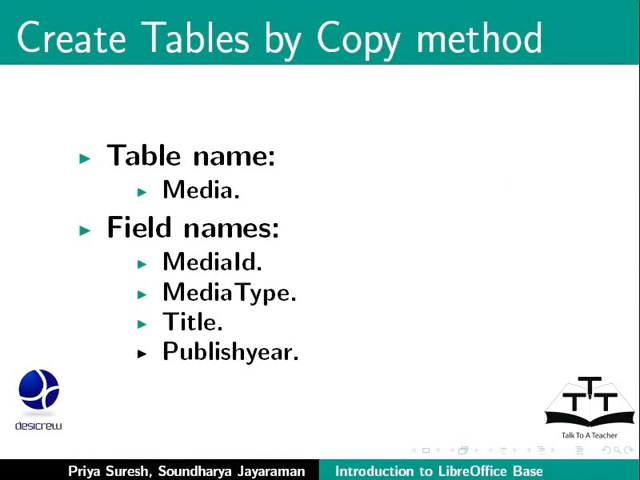 Create Tables by Copy method
Table name:
Media.
Field names:
MediaId.
MediaType.
Title.
Publishyear.
desicrew
TTT
Talk To A Teacher
Priya Suresh, Soundharya Jayaraman
Introduction to LibreOffice Base